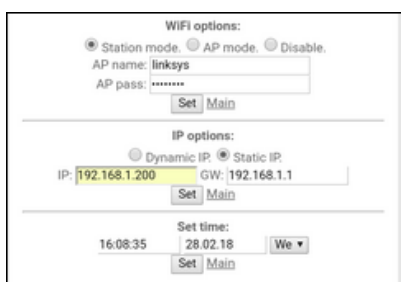 WiFi options:
Station mode. AP mode. Disable.
AP name: linksys
AP pass: ••••••••
Set Main
IP options:
Dynamic IP. Static IP.
IP: 192.168.1.200 GW: 192.168.1.1
Set Main
Set time:
16:08:35 28.02.18 We ▾
Set Main